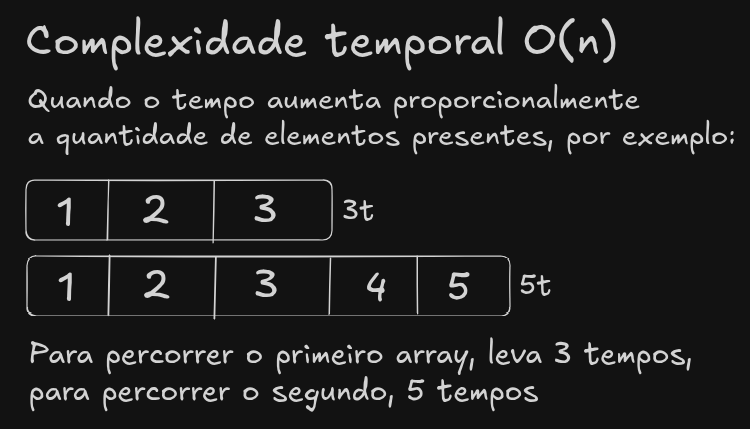 Complexidade temporal O(n)
Quando o tempo aumenta proporcionalmente
a quantidade de elementos presentes, por exemplo:
1 2 3 3t
1 2 3 4 5 5t
Para percorrer o primeiro array, leva 3 tempos,
para percorrer o segundo, 5 tempos